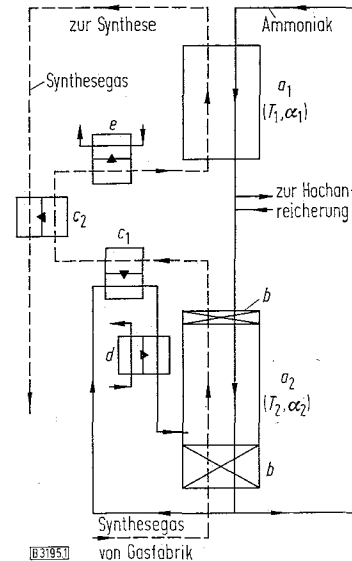 zur Synthese
Ammoniak
Synthesegas
e
a1
(T1, α1)
c2
zur Hochan-
reicherung
c1
b
d
a2
(T2, α2)
b
Synthesegas
von Gasfabrik
B3195.1